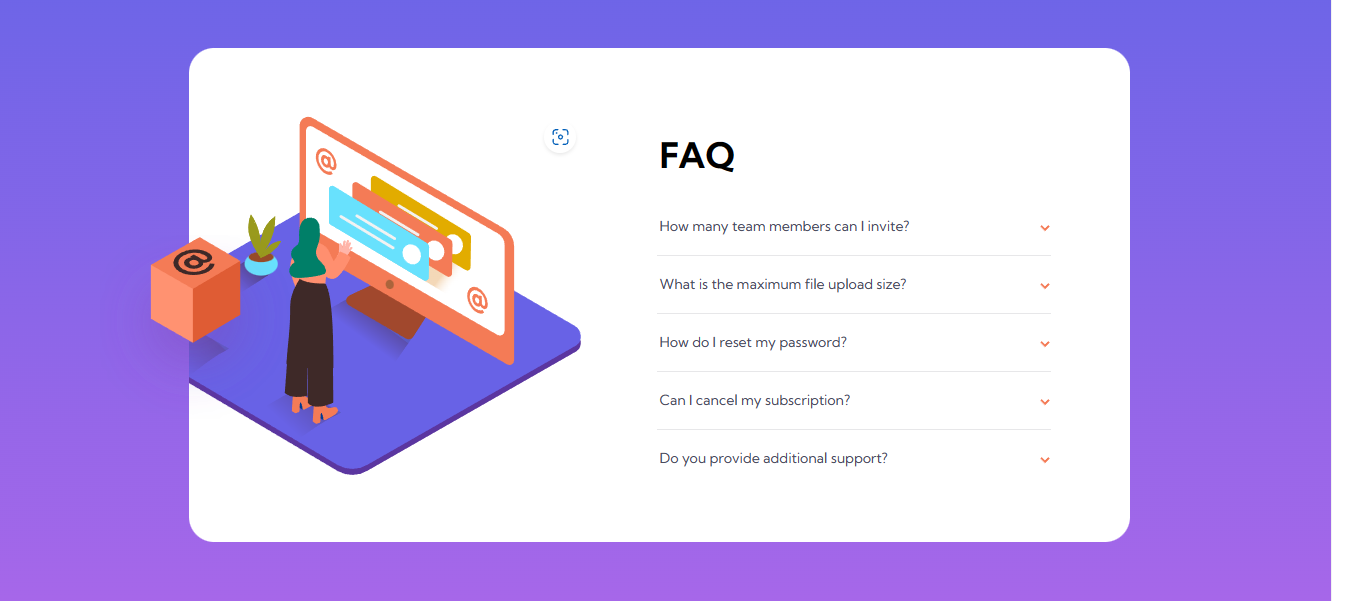 @
@
@
FAQ
How many team members can I invite?
What is the maximum file upload size?
How do I reset my password?
Can I cancel my subscription?
Do you provide additional support?